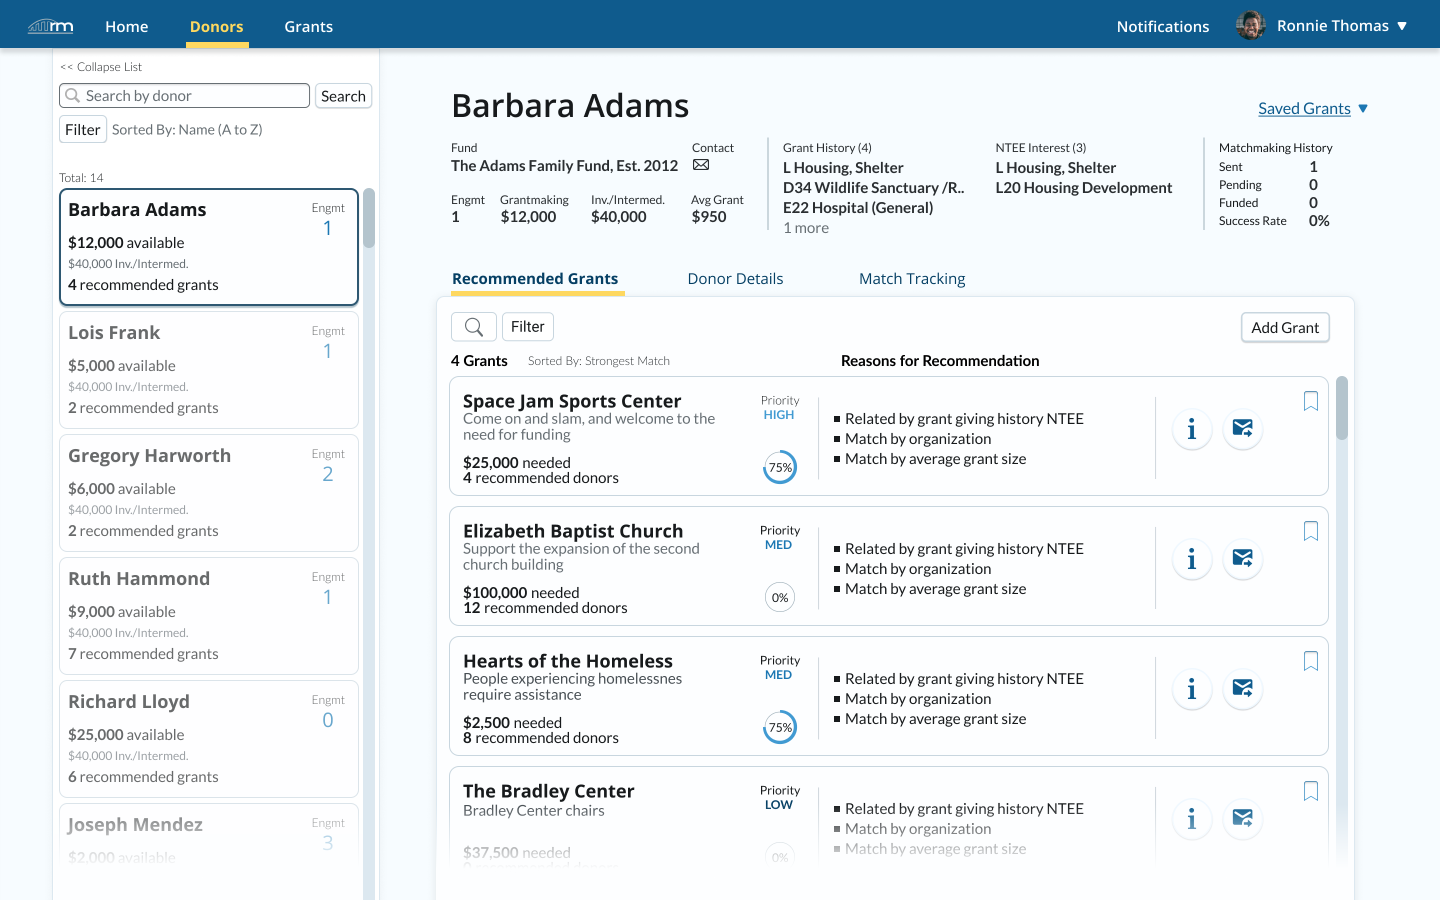 rm
Home
Donors
Grants
Notifications
Ronnie Thomas
<< Collapse List
Search by donor
Search
Filter
Sorted By: Name (A to Z)
Total: 14
Barbara Adams
Engmt
1
$12,000 available
$40,000 Inv./Intermed.
4 recommended grants
Lois Frank
Engmt
1
$5,000 available
$40,000 Inv./Intermed.
2 recommended grants
Gregory Harworth
Engmt
2
$6,000 available
$40,000 Inv./Intermed.
2 recommended grants
Ruth Hammond
Engmt
1
$9,000 available
$40,000 Inv./Intermed.
7 recommended grants
Richard Lloyd
Engmt
0
$25,000 available
$40,000 Inv./Intermed.
6 recommended grants
Joseph Mendez
Engmt
3
$2,000 available
Barbara Adams
Saved Grants
Fund
The Adams Family Fund, Est. 2012
Contact
Engmt
1
Grantmaking
$12,000
Inv./Intermed.
$40,000
Avg Grant
$950
Grant History (4)
L Housing, Shelter
D34 Wildlife Sanctuary /R..
E22 Hospital (General)
1 more
NTEE Interest (3)
L Housing, Shelter
L20 Housing Development
Matchmaking History
Sent 1
Pending 0
Funded 0
Success Rate 0%
Recommended Grants
Donor Details
Match Tracking
Filter
Add Grant
4 Grants
Sorted By: Strongest Match
Reasons for Recommendation
Space Jam Sports Center
Come on and slam, and welcome to the
need for funding
$25,000 needed
4 recommended donors
Priority
HIGH
75%
Related by grant giving history NTEE
Match by organization
Match by average grant size
Elizabeth Baptist Church
Support the expansion of the second
church building
$100,000 needed
12 recommended donors
Priority
MED
0%
Related by grant giving history NTEE
Match by organization
Match by average grant size
Hearts of the Homeless
People experiencing homelessnes
require assistance
$2,500 needed
8 recommended donors
Priority
MED
75%
Related by grant giving history NTEE
Match by organization
Match by average grant size
The Bradley Center
Bradley Center chairs
$37,500 needed
recommended donors
Priority
LOW
0%
Related by grant giving history NTEE
Match by organization
Match by average grant size